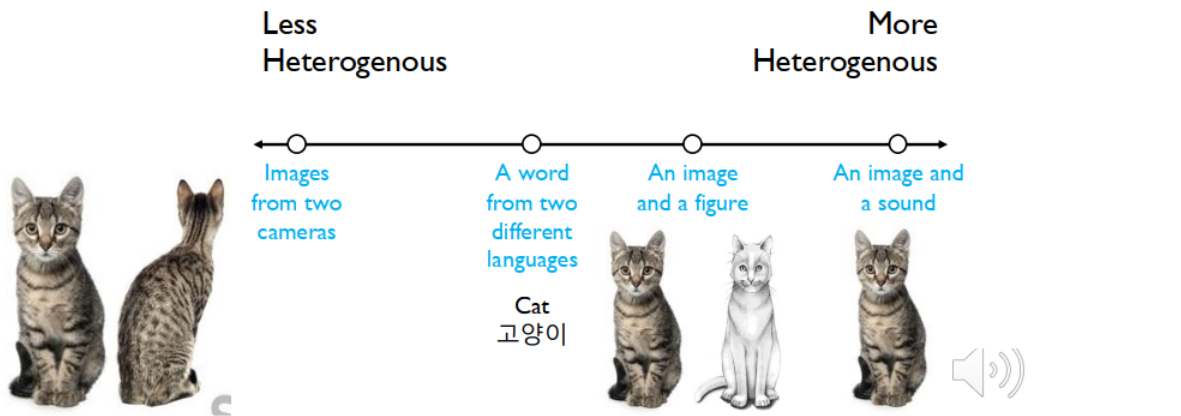 Less
Heterogenous
More
Heterogenous
Images
from two
cameras
A word
from two
different
languages
An image
and a figure
An image and
a sound
Cat
고양이